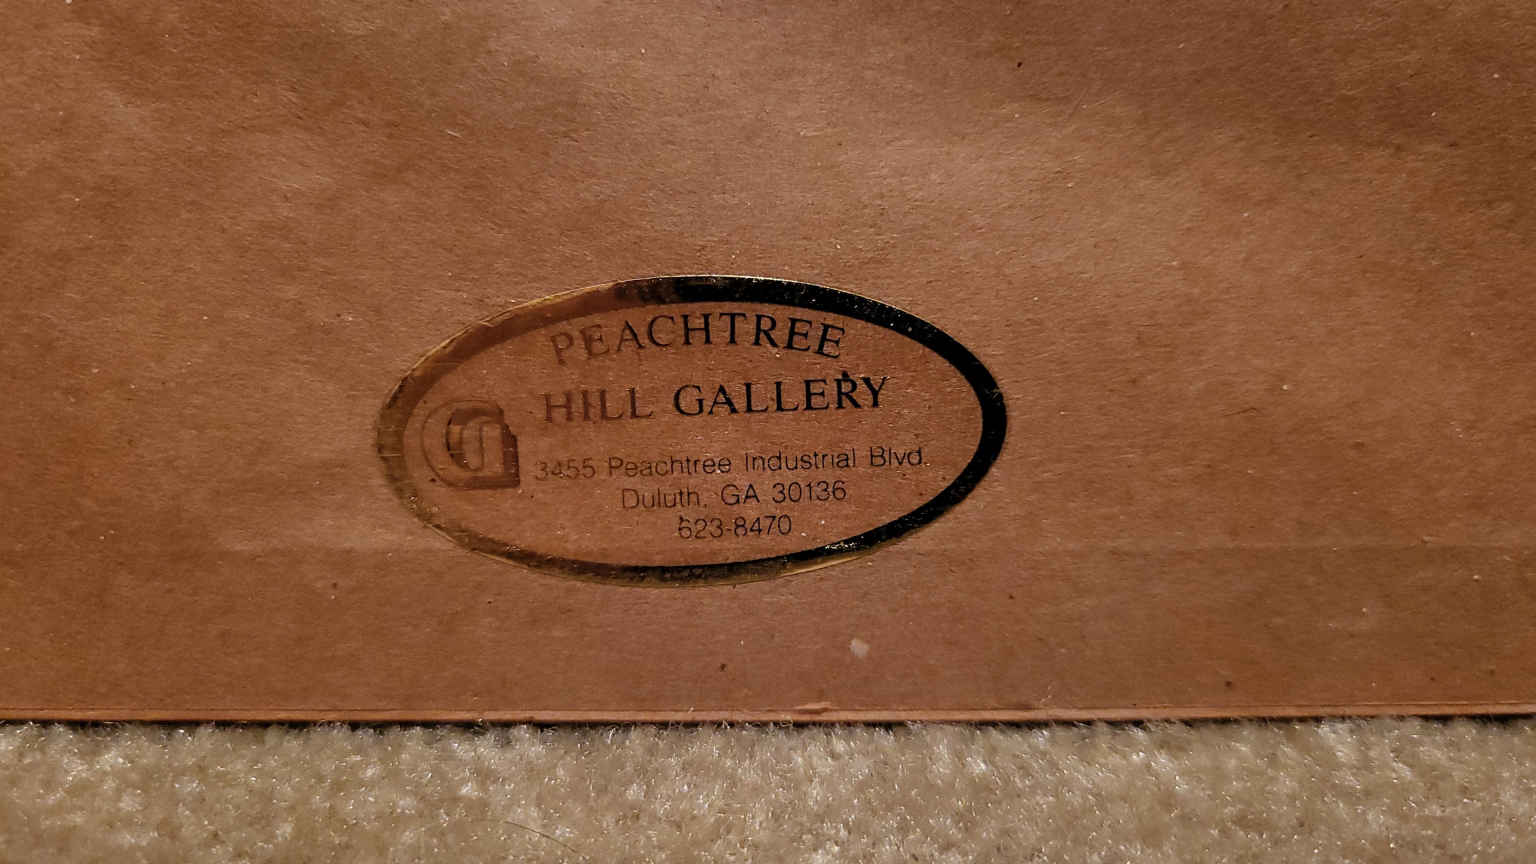 PEACHTREE
HILL GALLERY
3455 Peachtree Industrial Blvd.
Duluth, GA 30136
623-8470